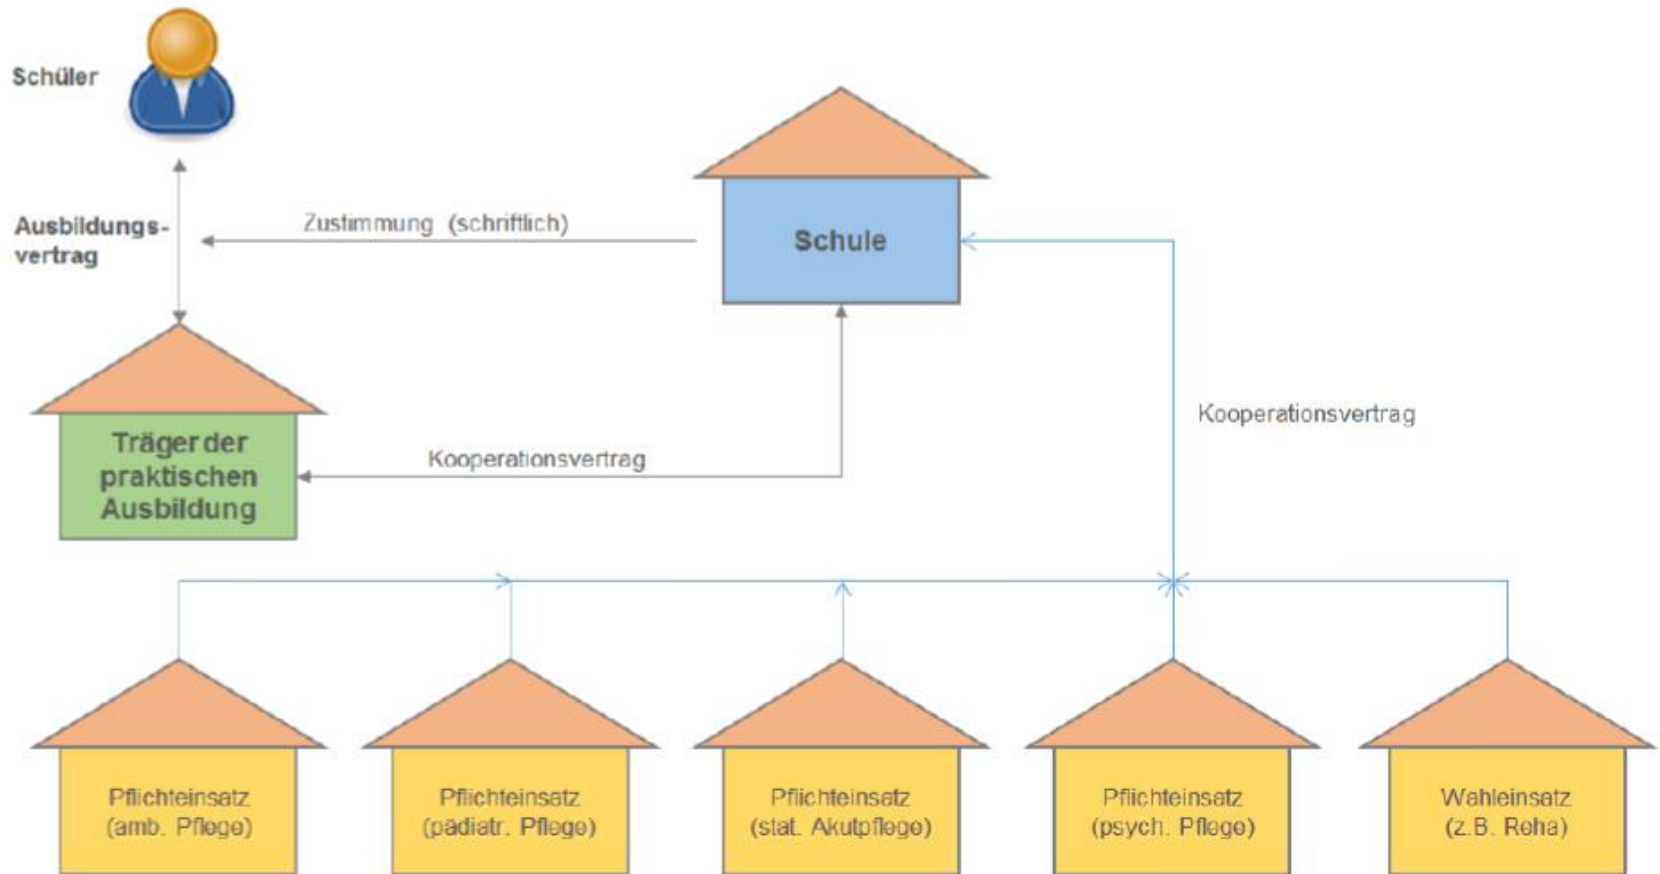 Schüler
Ausbildungs-
vertrag
Zustimmung (schriftlich)
Schule
Träger der
praktischen
Ausbildung
Kooperationsvertrag
Kooperationsvertrag
Pflichteinsatz
(amb. Pflege)
Pflichteinsatz
(pädiatr. Pflege)
Pflichteinsatz
(stat. Akutpflege)
Pflichteinsatz
(psych. Pflege)
Wahleinsatz
(z.B. Reha)